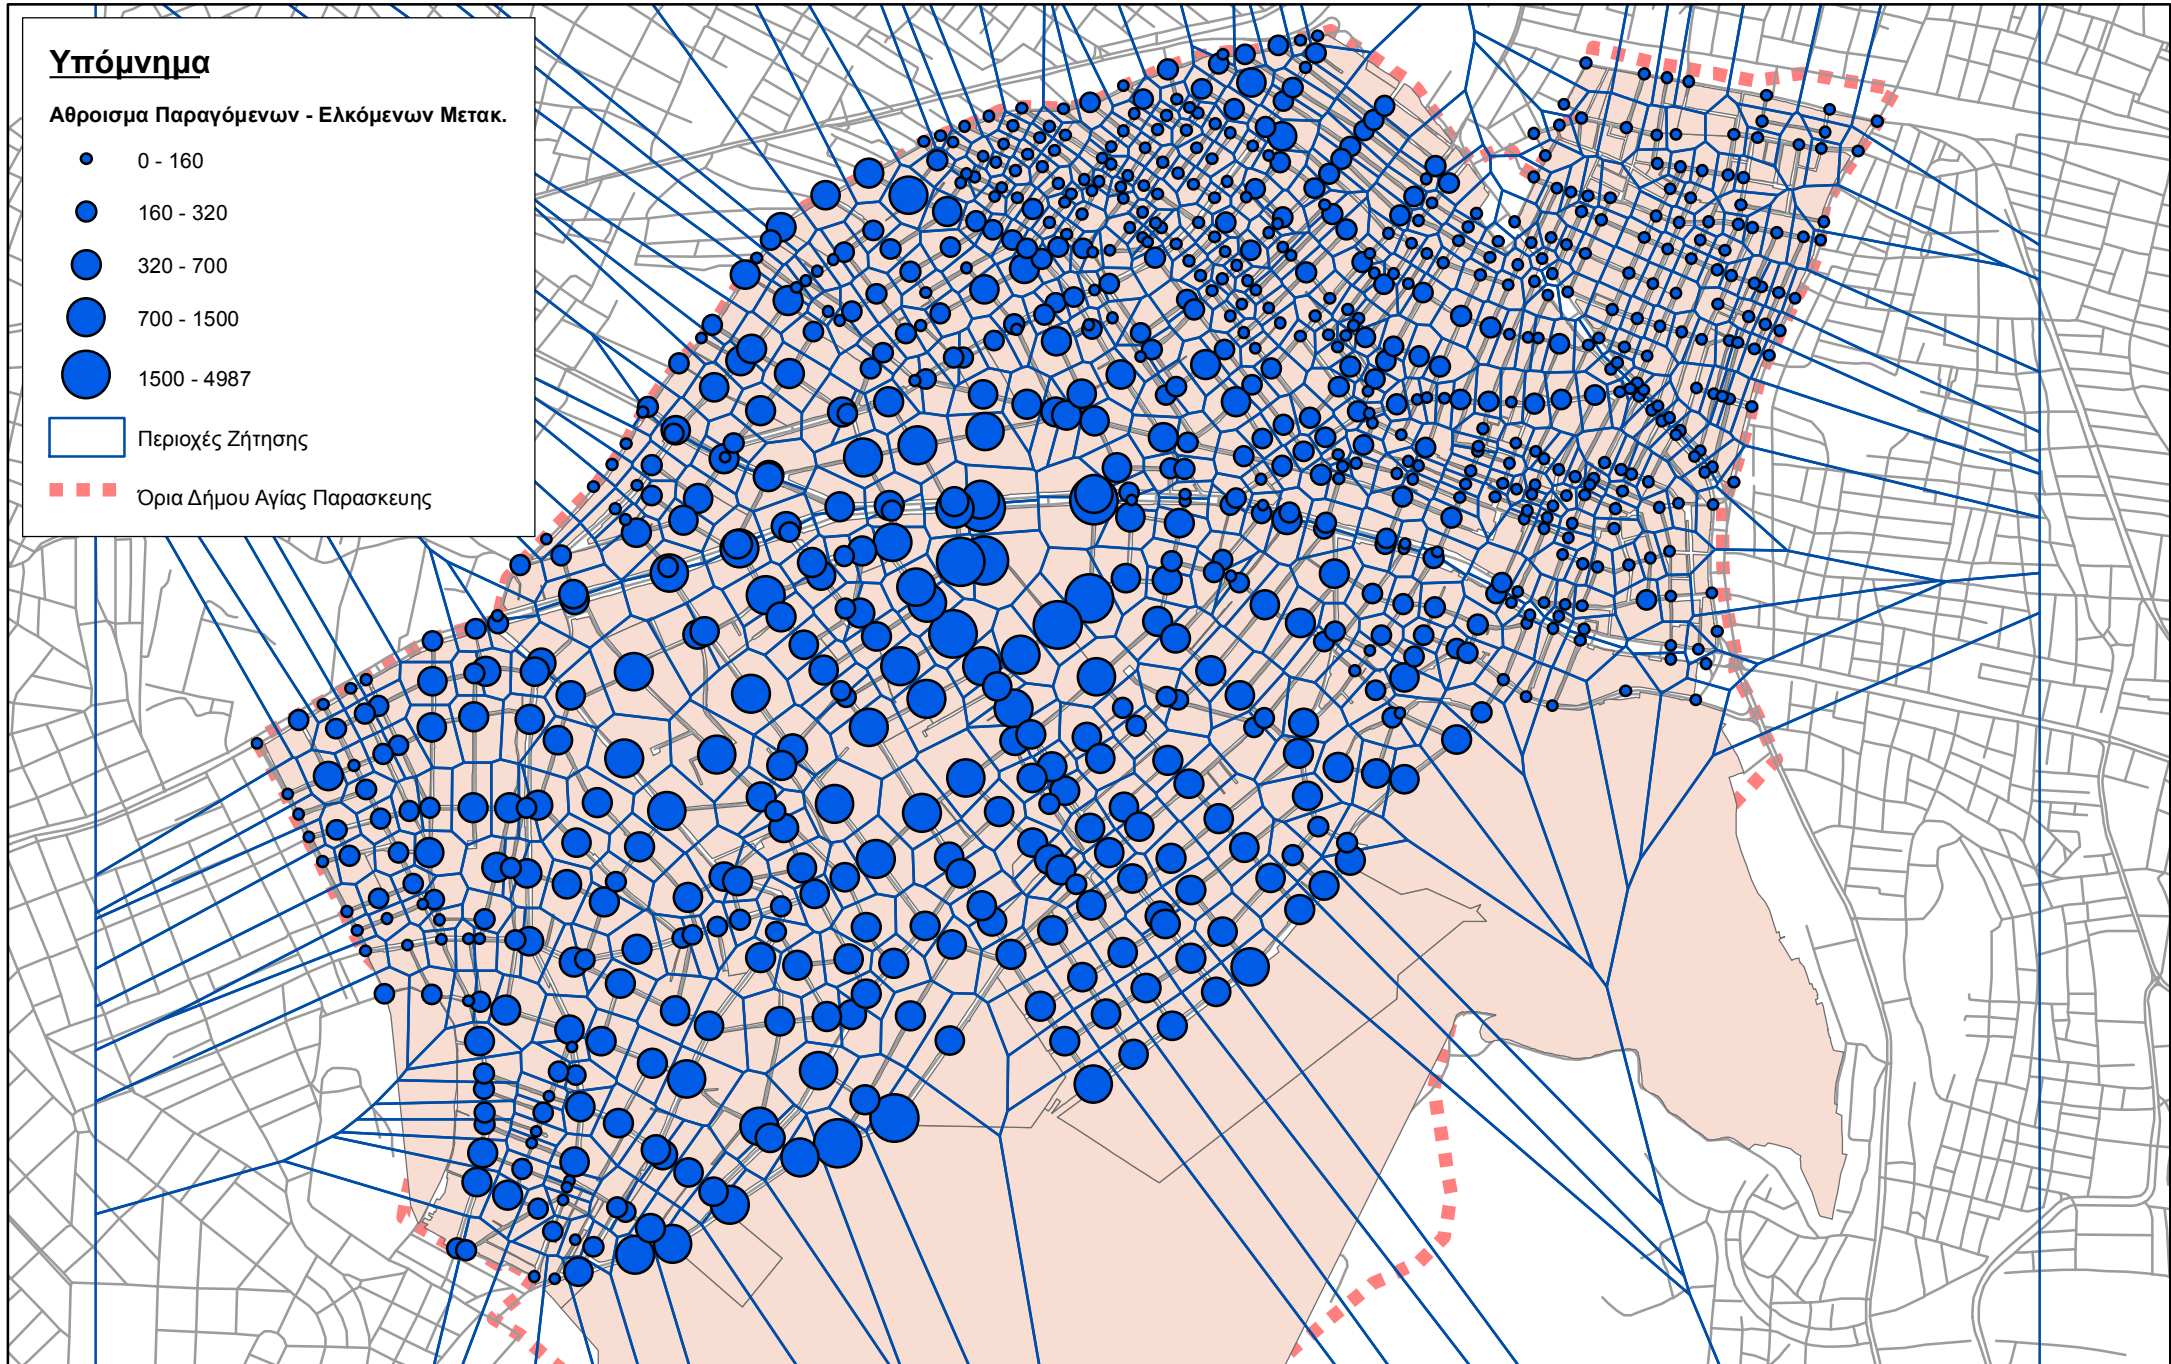 Υπόμνημα
Αθροισμα Παραγόμενων - Ελκόμενων Μετακ.
0 - 160
160 - 320
320 - 700
700 - 1500
1500 - 4987
Περιοχές Ζήτησης
Όρια Δήμου Αγίας Παρασκευης